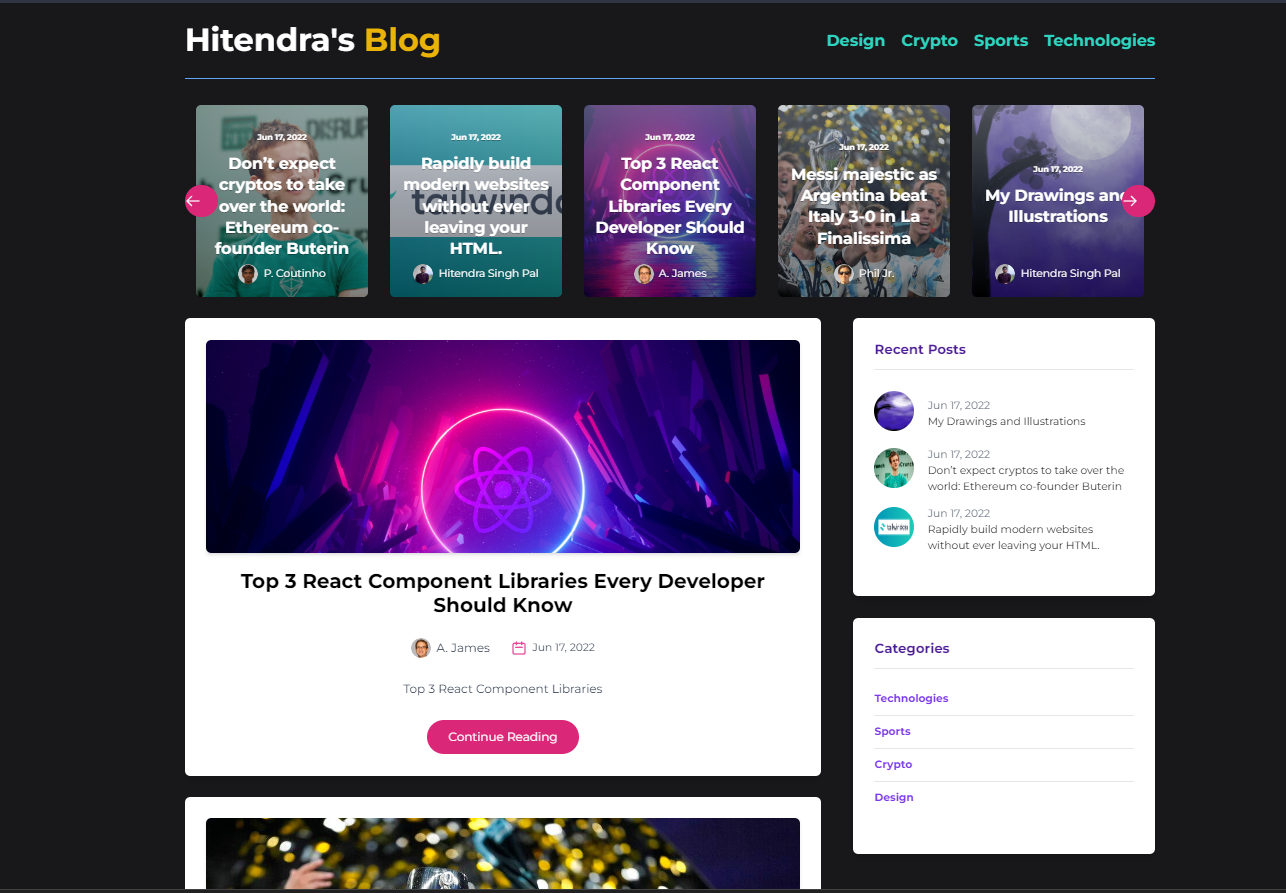 Hitendra's Blog
Design Crypto Sports Technologies
Jun 17, 2022
Don't expect
cryptos to take
over the world:
Ethereum co-
founder Buterin
P. Coutinho
Jun 17, 2022
Rapidly build
modern websites
without ever
leaving your
HTML.
Hitendra Singh Pal
Jun 17, 2022
Top 3 React
Component
Libraries Every
Developer Should
Know
A. James
Jun 17, 2022
Messi majestic as
Argentina beat
Italy 3-0 in La
Finalissima
Phil Jr.
Jun 17, 2022
My Drawings and
Illustrations
Hitendra Singh Pal
Top 3 React Component Libraries Every Developer
Should Know
A. James Jun 17, 2022
Top 3 React Component Libraries
Continue Reading
Recent Posts
Jun 17, 2022
My Drawings and Illustrations
Jun 17, 2022
Don't expect cryptos to take over the
world: Ethereum co-founder Buterin
Jun 17, 2022
Rapidly build modern websites
without ever leaving your HTML.
Categories
Technologies
Sports
Crypto
Design